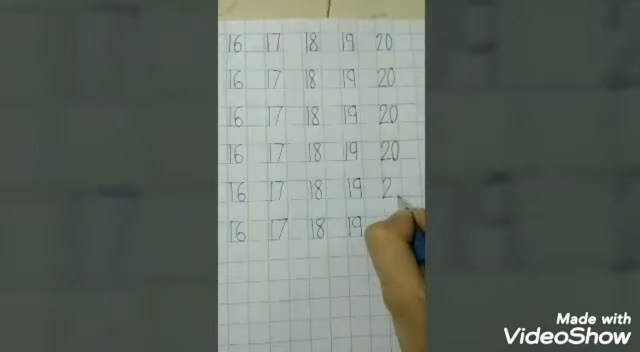 16 17 18 19 20
16 17 18 19 20
16 17 18 19 20
16 17 18 19 20
16 17 18 19 2
16 17 18 19
Made with
VideoShow